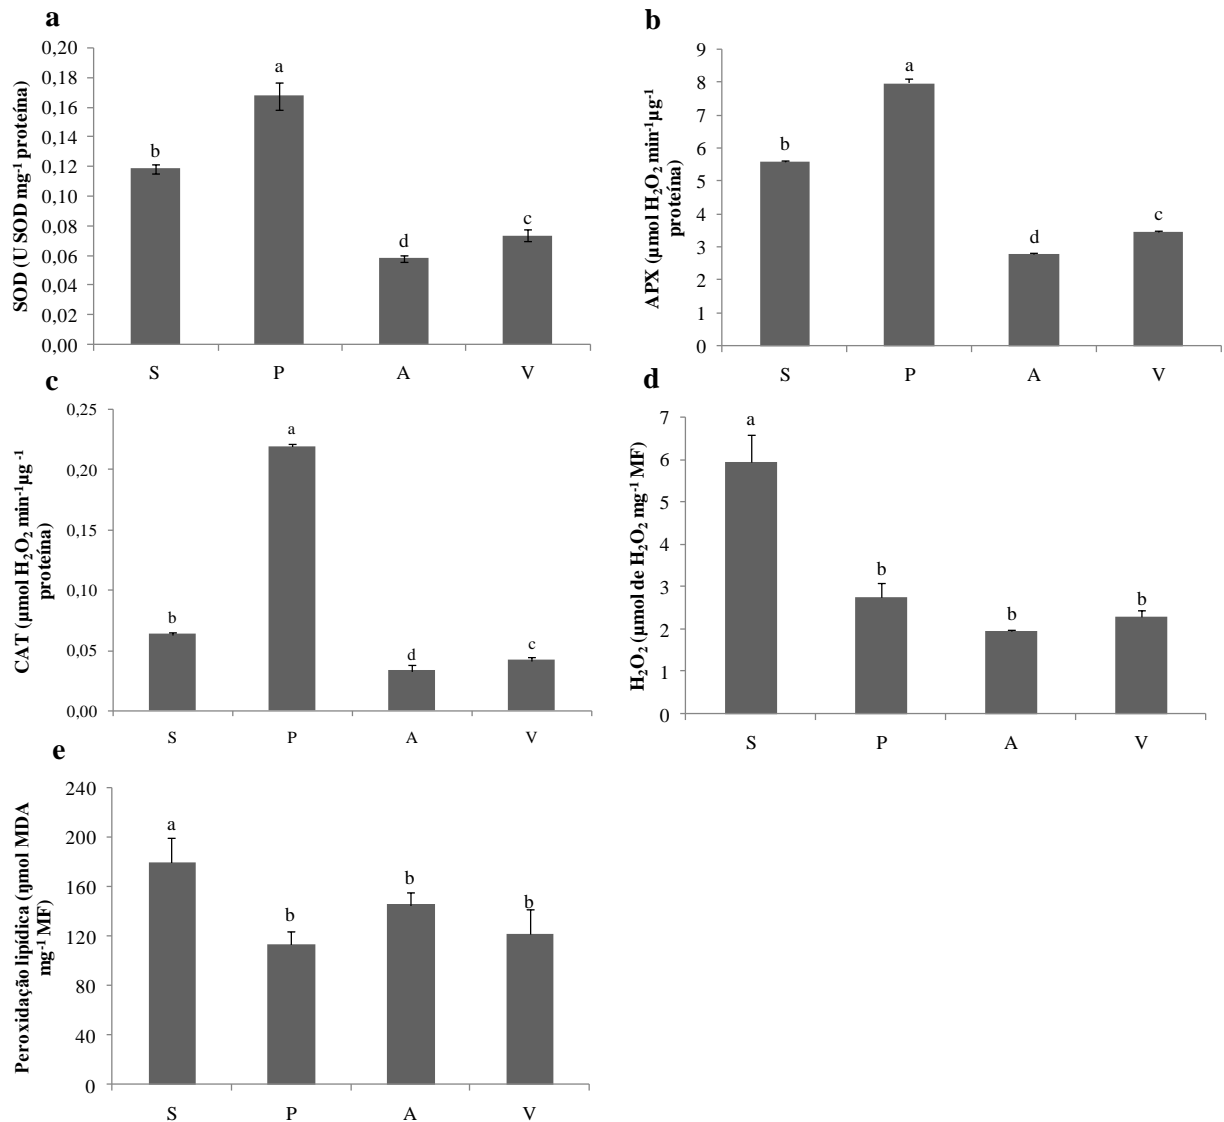 a
SOD (U SOD mg⁻¹ proteína)
0,20
0,18
0,16
0,14
0,12
0,10
0,08
0,06
0,04
0,02
0,00
b
a
d
c
S P A V
b
APX (µmol H₂O₂ min⁻¹µg⁻¹
proteína)
9
8
7
6
5
4
3
2
1
0
b
a
d
c
S P A V
c
CAT (µmol H₂O₂ min⁻¹µg⁻¹
proteína)
0,25
0,20
0,15
0,10
0,05
0,00
b
a
d
c
S P A V
d
H₂O₂ (µmol de H₂O₂ mg⁻¹ MF)
7
6
5
4
3
2
1
0
a
b
b
b
S P A V
e
Peroxidação lipídica (ηmol MDA
mg⁻¹ MF)
240
200
160
120
80
40
0
a
b
b
b
S P A V